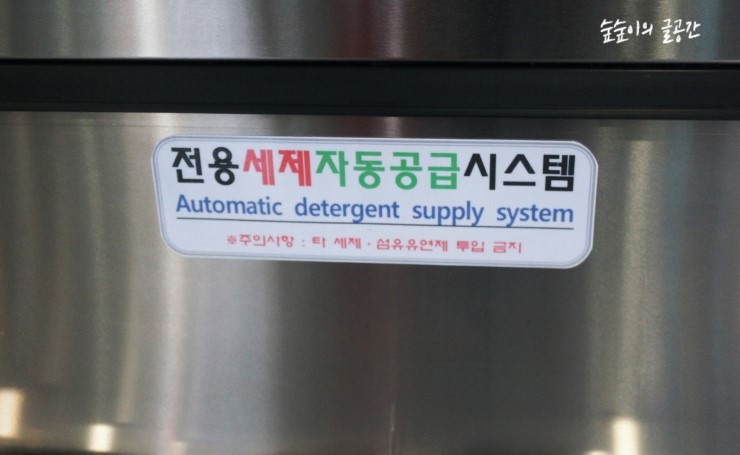 숲숲이의 글공간
전용세제자동공급시스템
Automatic detergent supply system
※주의사항 : 타 세제 · 섬유유연제 투입 금지